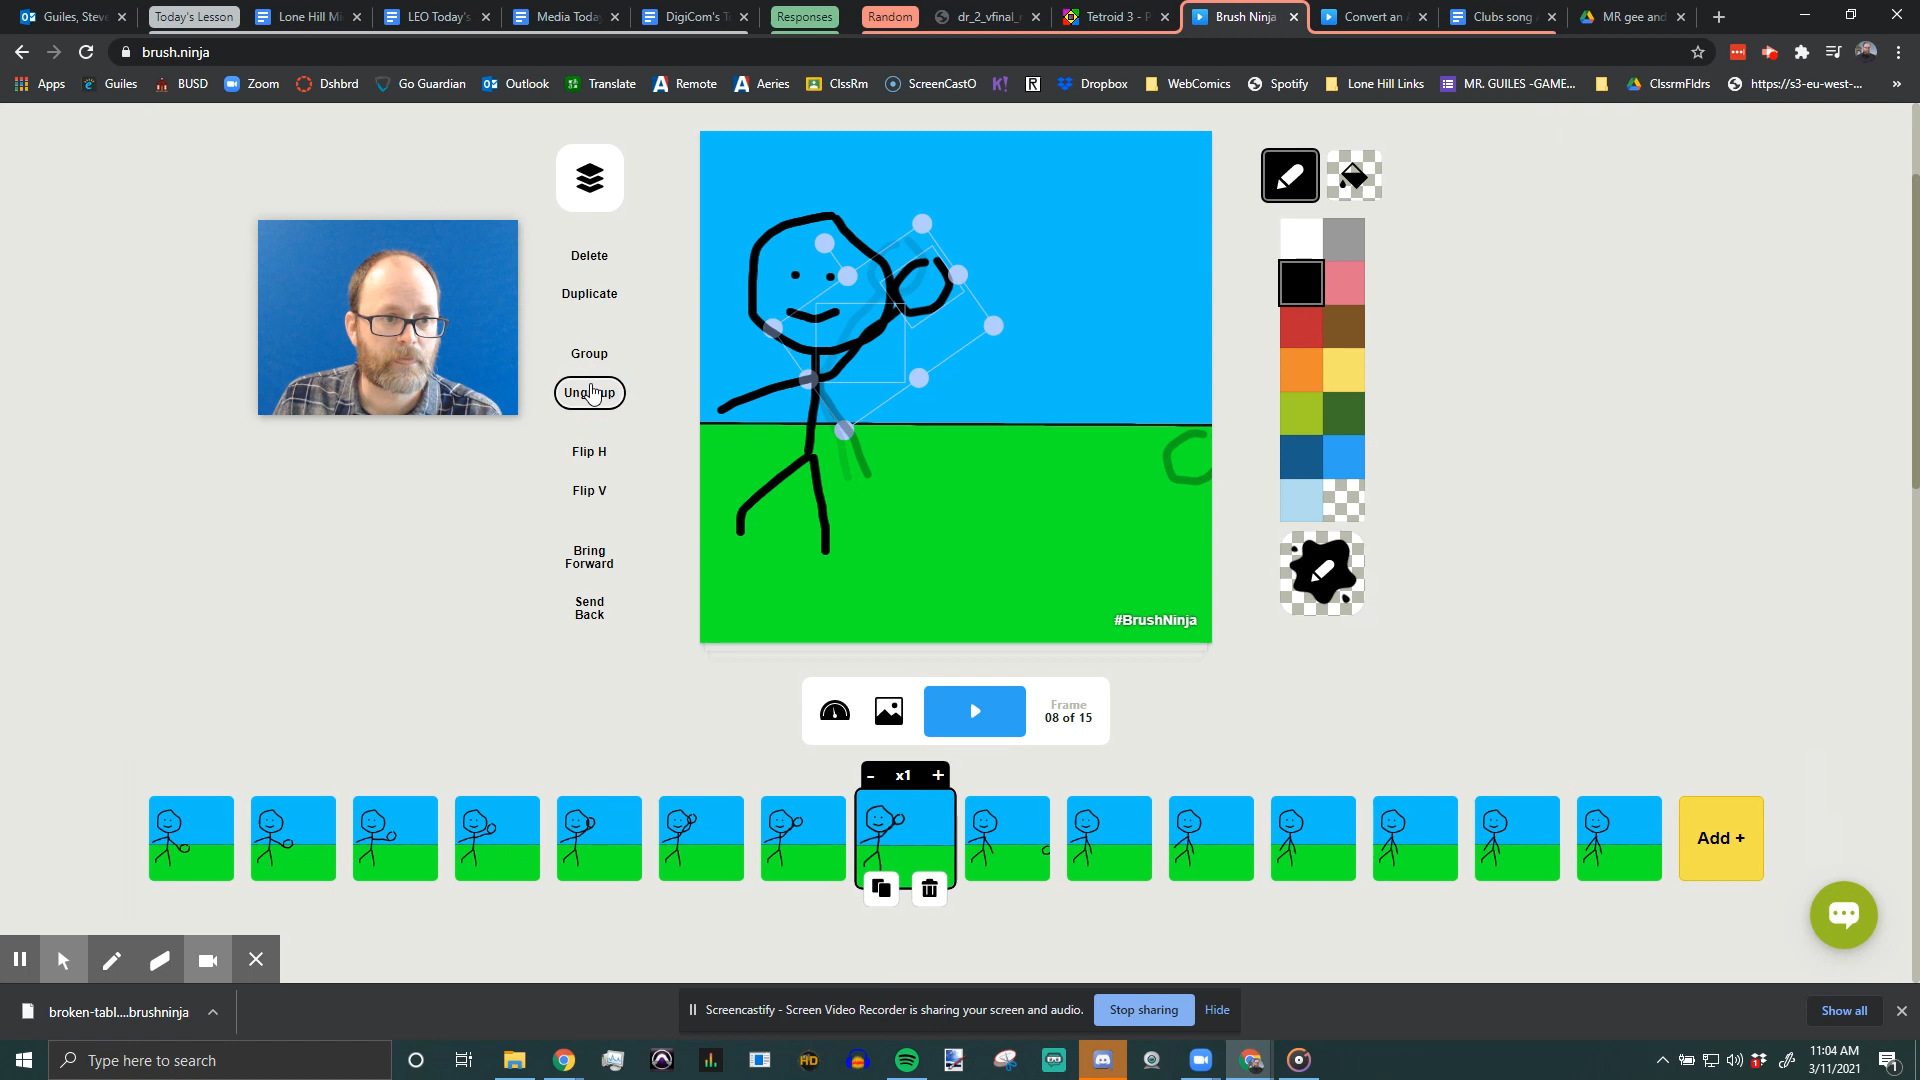 Guiles, Steve
Today's Lesson
Lone Hill Mi
LEO Today's
Media Today
DigiCom's T
Responses
Random
dr_2_vfinal_
Tetroid 3 - P
Brush Ninja
Convert an
Clubs song
MR gee and
brush.ninja
Apps
Guiles
BUSD
Zoom
Dshbrd
Go Guardian
Outlook
Translate
Remote
Aeries
ClssRm
ScreenCastO
Dropbox
WebComics
Spotify
Lone Hill Links
MR. GUILES -GAME...
ClssrmFldrs
https://s3-eu-west-...
Delete
Duplicate
Group
Ungroup
Flip H
Flip V
Bring
Forward
Send
Back
#BrushNinja
Frame
08 of 15
- x1 +
Add +
broken-tabl....brushninja
Screencastify - Screen Video Recorder is sharing your screen and audio.
Stop sharing
Hide
Show all
Type here to search
11:04 AM
3/11/2021